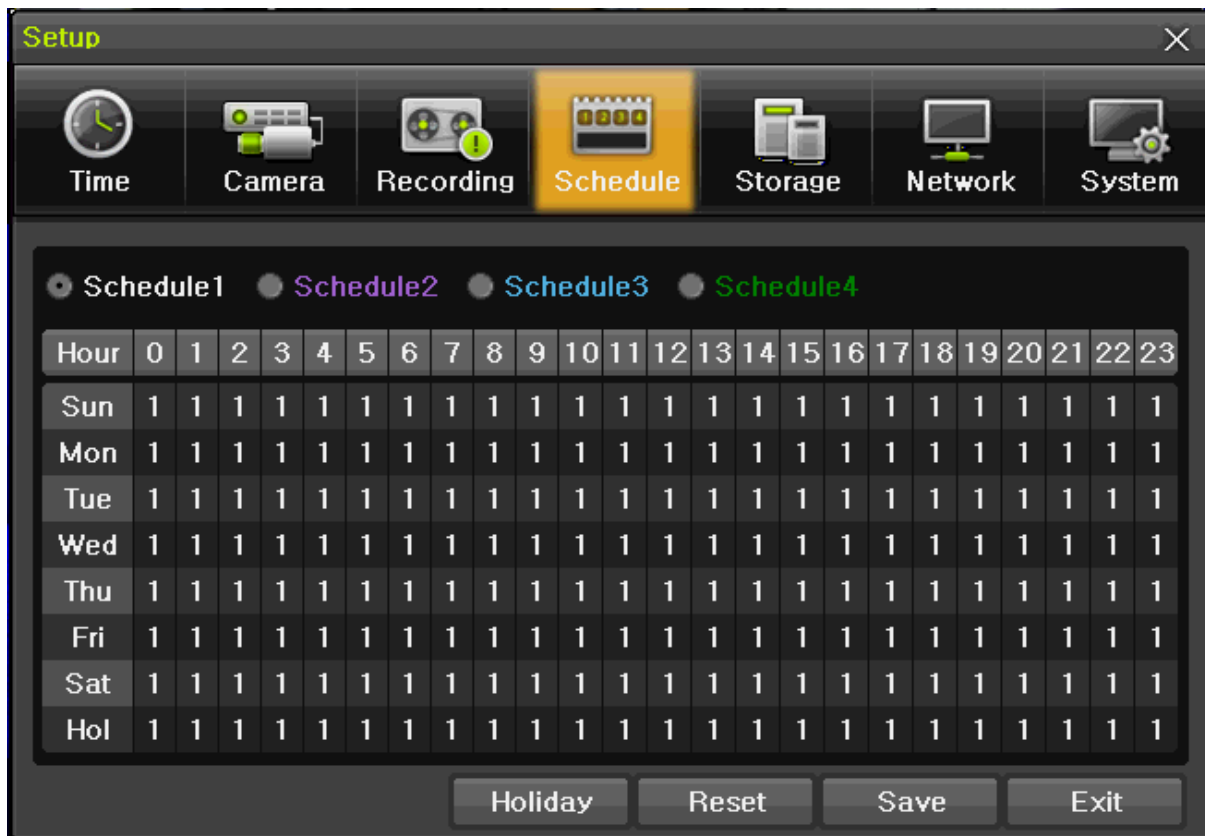 Setup
Time Camera Recording Schedule Storage Network System
Schedule1 Schedule2 Schedule3 Schedule4
Hour 0 1 2 3 4 5 6 7 8 9 10 11 12 13 14 15 16 17 18 19 20 21 22 23
Sun 1 1 1 1 1 1 1 1 1 1 1 1 1 1 1 1 1 1 1 1 1 1 1 1
Mon 1 1 1 1 1 1 1 1 1 1 1 1 1 1 1 1 1 1 1 1 1 1 1 1
Tue 1 1 1 1 1 1 1 1 1 1 1 1 1 1 1 1 1 1 1 1 1 1 1 1
Wed 1 1 1 1 1 1 1 1 1 1 1 1 1 1 1 1 1 1 1 1 1 1 1 1
Thu 1 1 1 1 1 1 1 1 1 1 1 1 1 1 1 1 1 1 1 1 1 1 1 1
Fri 1 1 1 1 1 1 1 1 1 1 1 1 1 1 1 1 1 1 1 1 1 1 1 1
Sat 1 1 1 1 1 1 1 1 1 1 1 1 1 1 1 1 1 1 1 1 1 1 1 1
Hol 1 1 1 1 1 1 1 1 1 1 1 1 1 1 1 1 1 1 1 1 1 1 1 1
Holiday Reset Save Exit